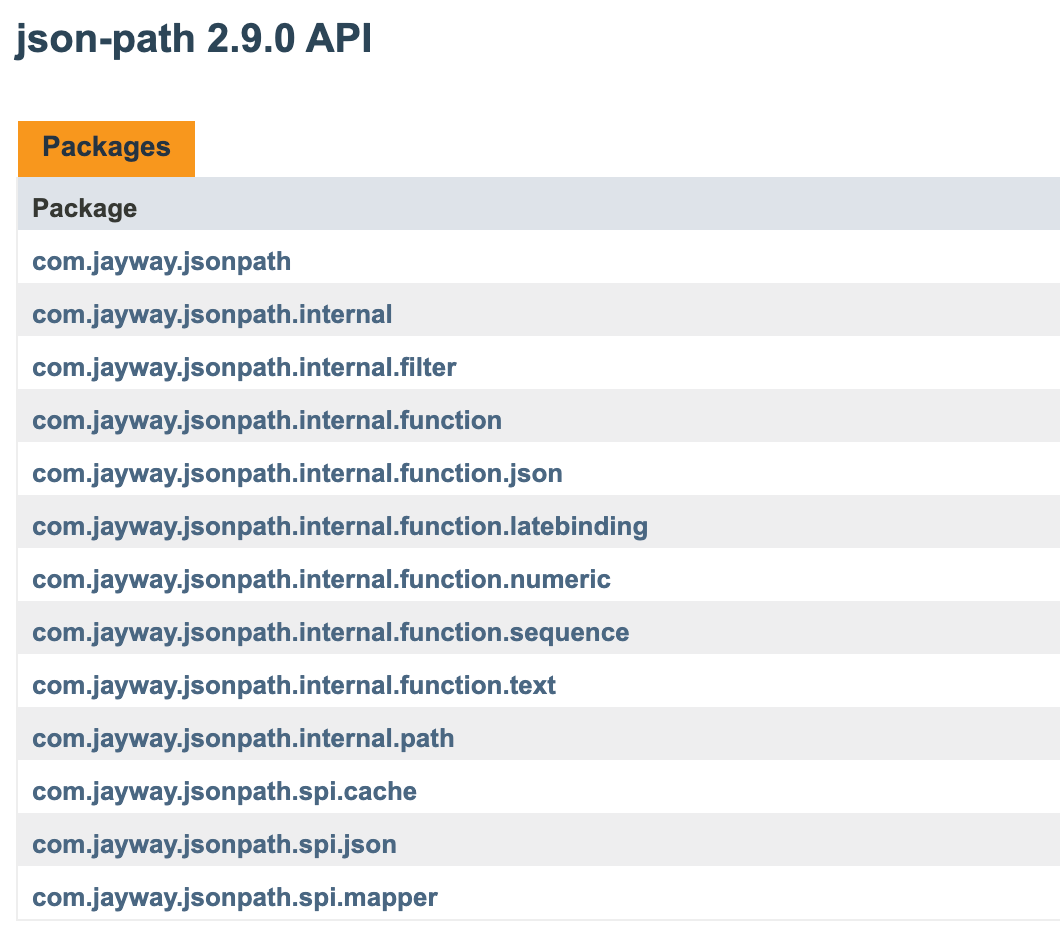 json-path 2.9.0 API
Packages
Package
com.jayway.jsonpath
com.jayway.jsonpath.internal
com.jayway.jsonpath.internal.filter
com.jayway.jsonpath.internal.function
com.jayway.jsonpath.internal.function.json
com.jayway.jsonpath.internal.function.latebinding
com.jayway.jsonpath.internal.function.numeric
com.jayway.jsonpath.internal.function.sequence
com.jayway.jsonpath.internal.function.text
com.jayway.jsonpath.internal.path
com.jayway.jsonpath.spi.cache
com.jayway.jsonpath.spi.json
com.jayway.jsonpath.spi.mapper